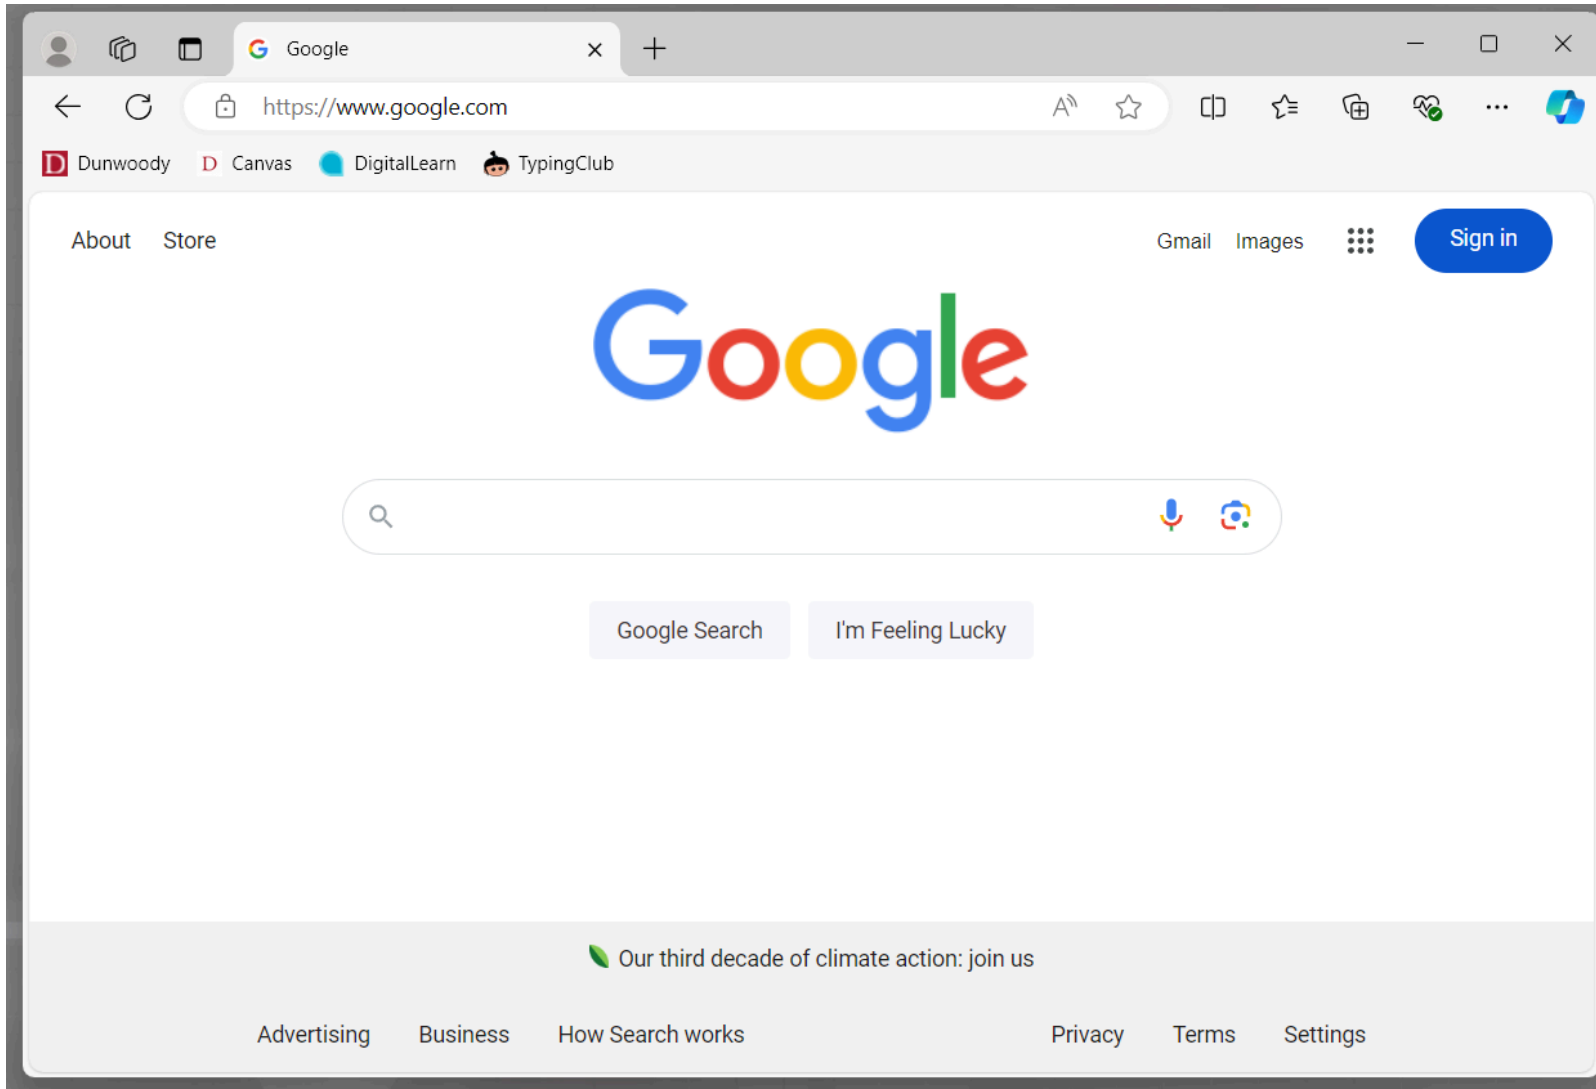 Google
https://www.google.com
Dunwoody Canvas DigitalLearn TypingClub
About Store Gmail Images Sign in
Google
Google Search I'm Feeling Lucky
Our third decade of climate action: join us
Advertising Business How Search works Privacy Terms Settings